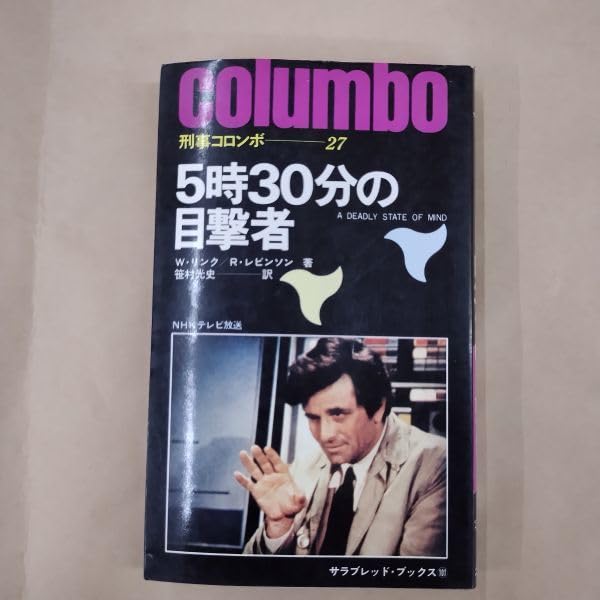 columbo
刑事コロンボ——27
5時30分の
目撃者
A DEADLY STATE OF MIND
W・リンク／R・レビンソン 著
笹村光史——訳
NHKテレビ放送
サラブレッド・ブックス 101